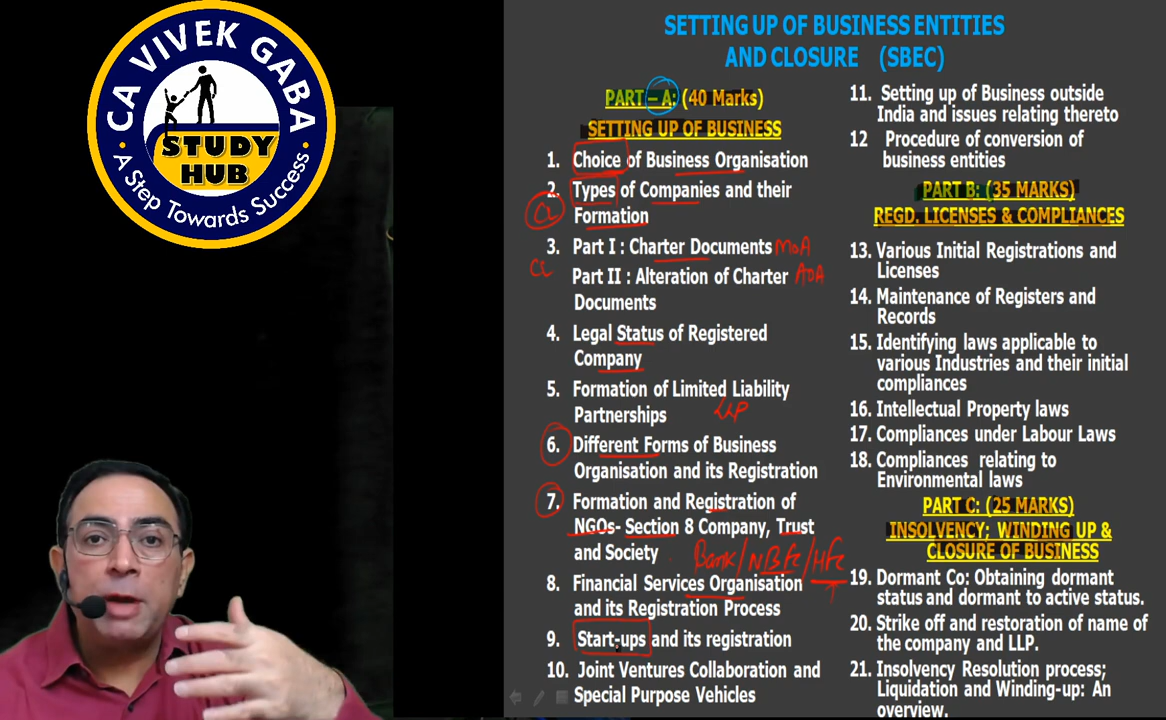 CA VIVEK GABA
STUDY
HUB
A Step Towards Success
SETTING UP OF BUSINESS ENTITIES
AND CLOSURE (SBEC)
PART – A: (40 Marks)
SETTING UP OF BUSINESS
1. Choice of Business Organisation
2. Types of Companies and their
Formation
CL
3. Part I : Charter Documents MOA
CL
Part II : Alteration of Charter AOA
Documents
4. Legal Status of Registered
Company
5. Formation of Limited Liability
Partnerships LLP
6. Different Forms of Business
Organisation and its Registration
7. Formation and Registration of
NGOs- Section 8 Company, Trust
and Society
Bank/NBFC/HFC
8. Financial Services Organisation
and its Registration Process
9. Start-ups and its registration
10. Joint Ventures Collaboration and
Special Purpose Vehicles
11. Setting up of Business outside
India and issues relating thereto
12 Procedure of conversion of
business entities
PART B: (35 MARKS)
REGD. LICENSES & COMPLIANCES
13. Various Initial Registrations and
Licenses
14. Maintenance of Registers and
Records
15. Identifying laws applicable to
various Industries and their initial
compliances
16. Intellectual Property laws
17. Compliances under Labour Laws
18. Compliances relating to
Environmental laws
PART C: (25 MARKS)
INSOLVENCY; WINDING UP &
CLOSURE OF BUSINESS
19. Dormant Co: Obtaining dormant
status and dormant to active status.
20. Strike off and restoration of name of
the company and LLP.
21. Insolvency Resolution process;
Liquidation and Winding-up: An
overview.